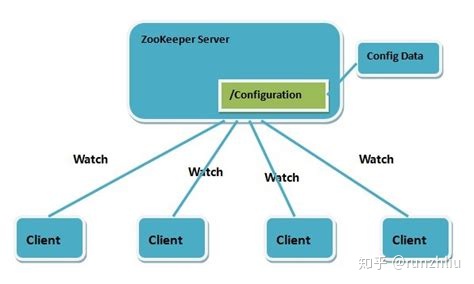 ZooKeeper Server
Config Data
/Configuration
Watch
Watch
Watch
Watch
Client
Client
Client
Client
知乎 @runzhliu